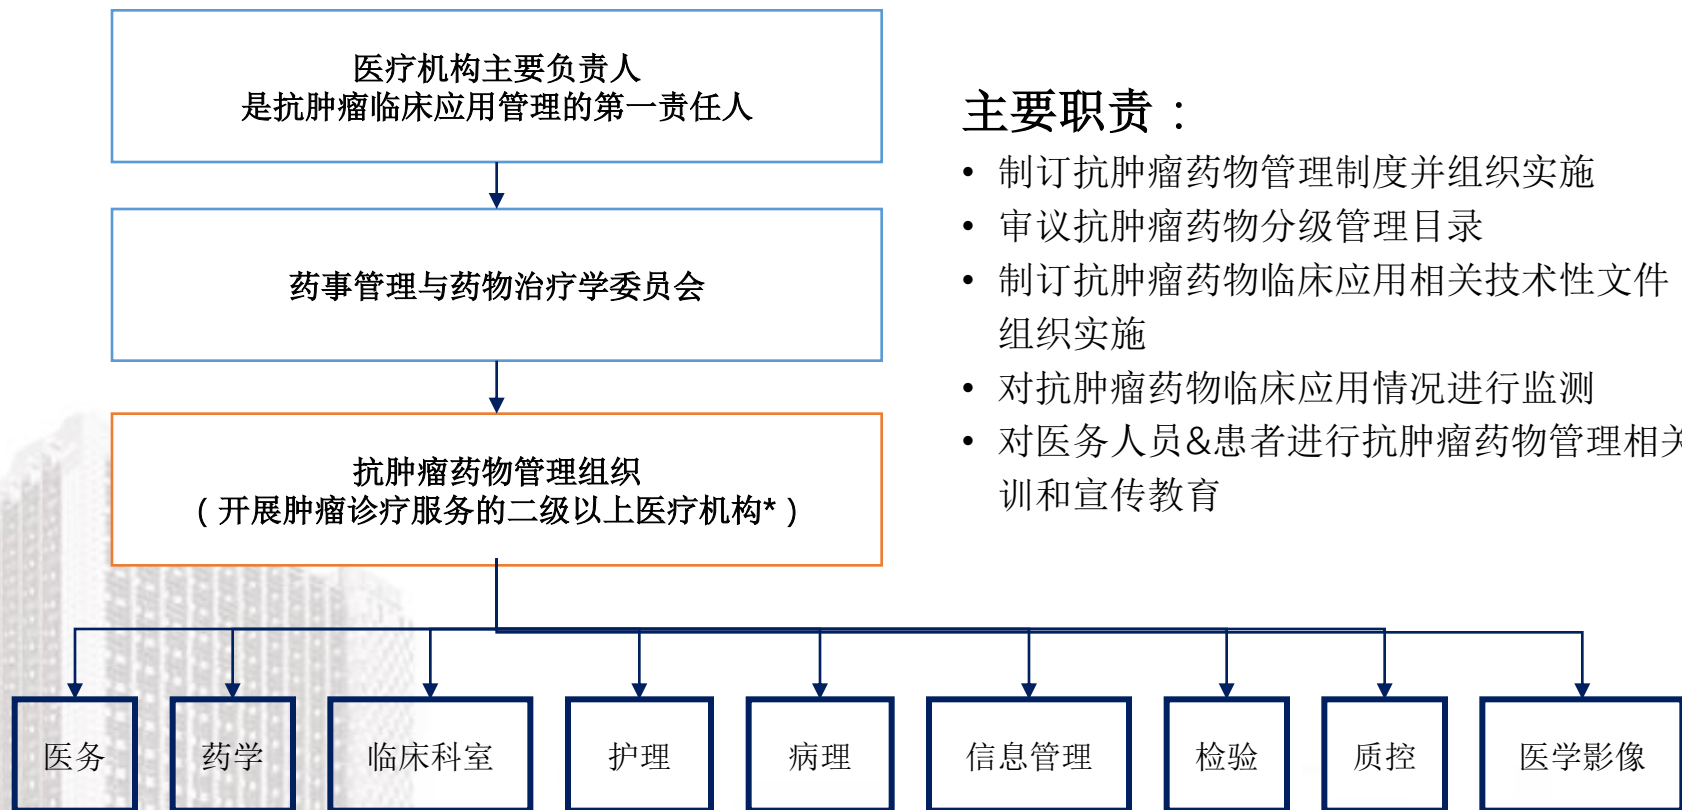 医疗机构主要负责人
是抗肿瘤临床应用管理的第一责任人
药事管理与药物治疗学委员会
抗肿瘤药物管理组织
（开展肿瘤诊疗服务的二级以上医疗机构*）
主要职责：
• 制订抗肿瘤药物管理制度并组织实施
• 审议抗肿瘤药物分级管理目录
• 制订抗肿瘤药物临床应用相关技术性文件
组织实施
• 对抗肿瘤药物临床应用情况进行监测
• 对医务人员&患者进行抗肿瘤药物管理相关
训和宣传教育
医务
药学
临床科室
护理
病理
信息管理
检验
质控
医学影像